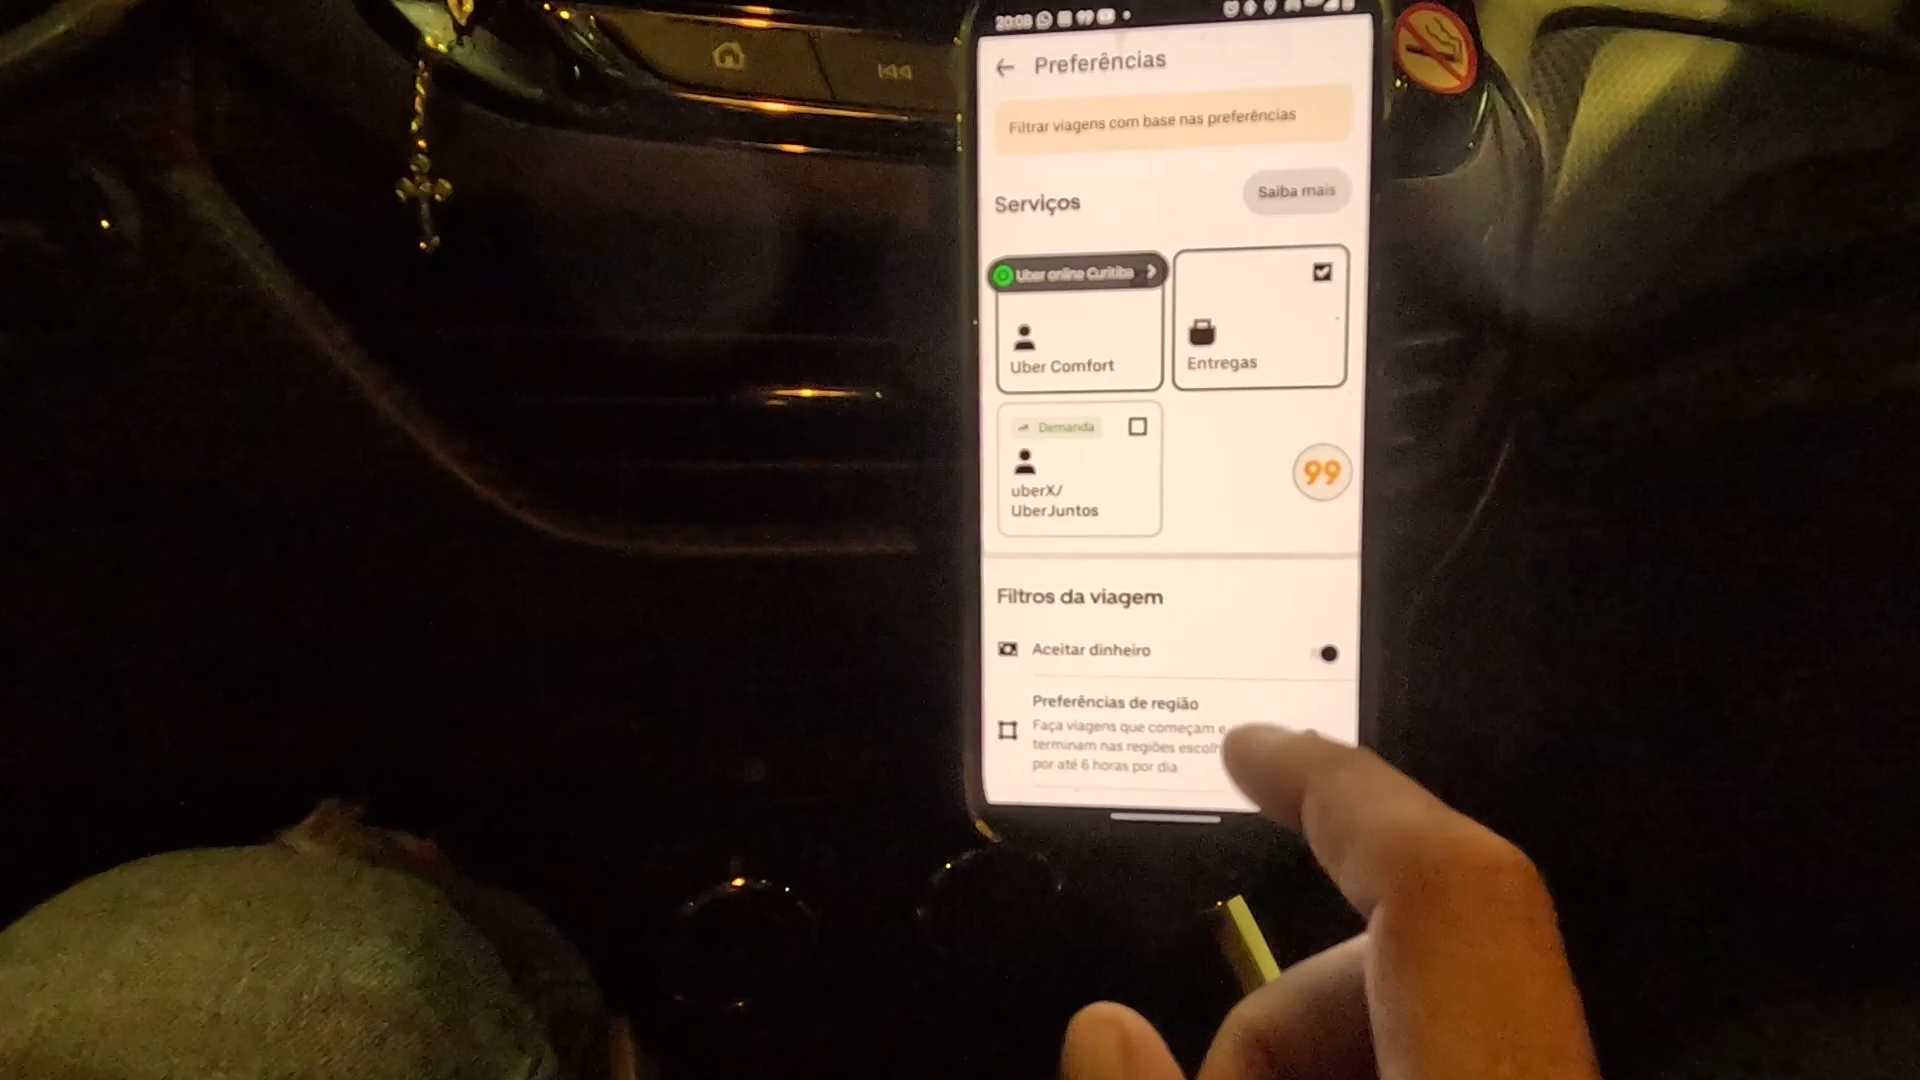 20:08
Preferências
Filtrar viagens com base nas preferências
Serviços
Saiba mais
Uber online Curitiba
Uber Comfort
Entregas
Demanda
uberX/
UberJuntos
99
Filtros da viagem
Aceitar dinheiro
Preferências de região
Faça viagens que começam e
terminam nas regiões
por até 6 horas por dia